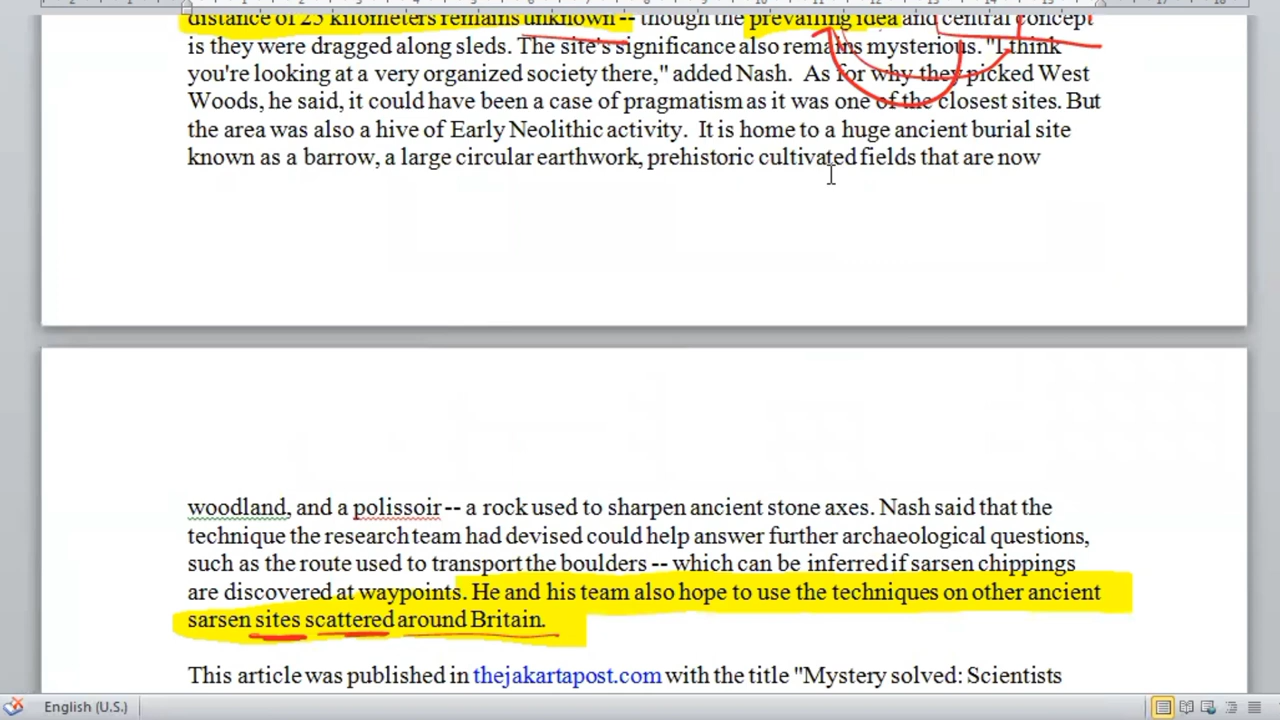 distance of 25 kilometers remains unknown -- though the prevailing idea and central concept
is they were dragged along sleds. The site's significance also remains mysterious. "I think
you're looking at a very organized society there," added Nash.  As for why they picked West
Woods, he said, it could have been a case of pragmatism as it was one of the closest sites. But
the area was also a hive of Early Neolithic activity.  It is home to a huge ancient burial site
known as a barrow, a large circular earthwork, prehistoric cultivated fields that are now
woodland, and a polissoir -- a rock used to sharpen ancient stone axes. Nash said that the
technique the research team had devised could help answer further archaeological questions,
such as the route used to transport the boulders -- which can be inferred if sarsen chippings
are discovered at waypoints. He and his team also hope to use the techniques on other ancient
sarsen sites scattered around Britain.
This article was published in thejakartapost.com with the title "Mystery solved: Scientists
English (U.S.)